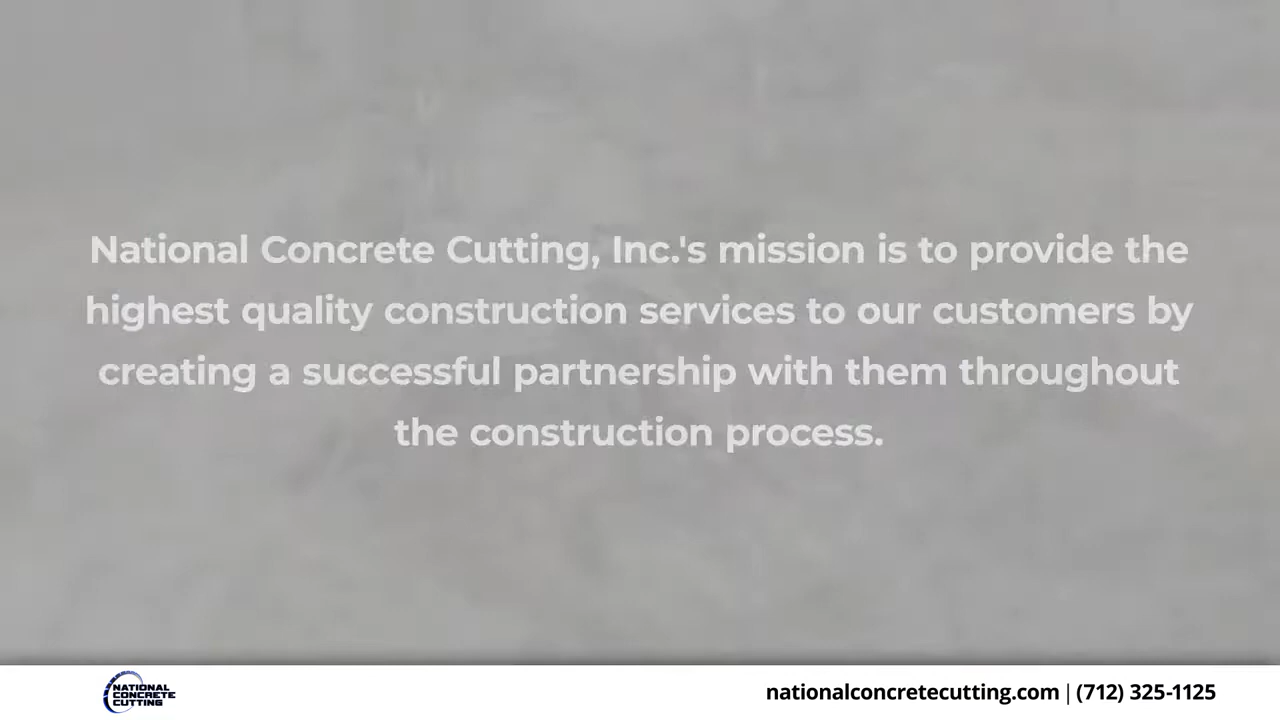 National Concrete Cutting, Inc.'s mission is to provide the
highest quality construction services to our customers by
creating a successful partnership with them throughout
the construction process.
NATIONAL
CONCRETE
CUTTING
nationalconcretecutting.com | (712) 325-1125